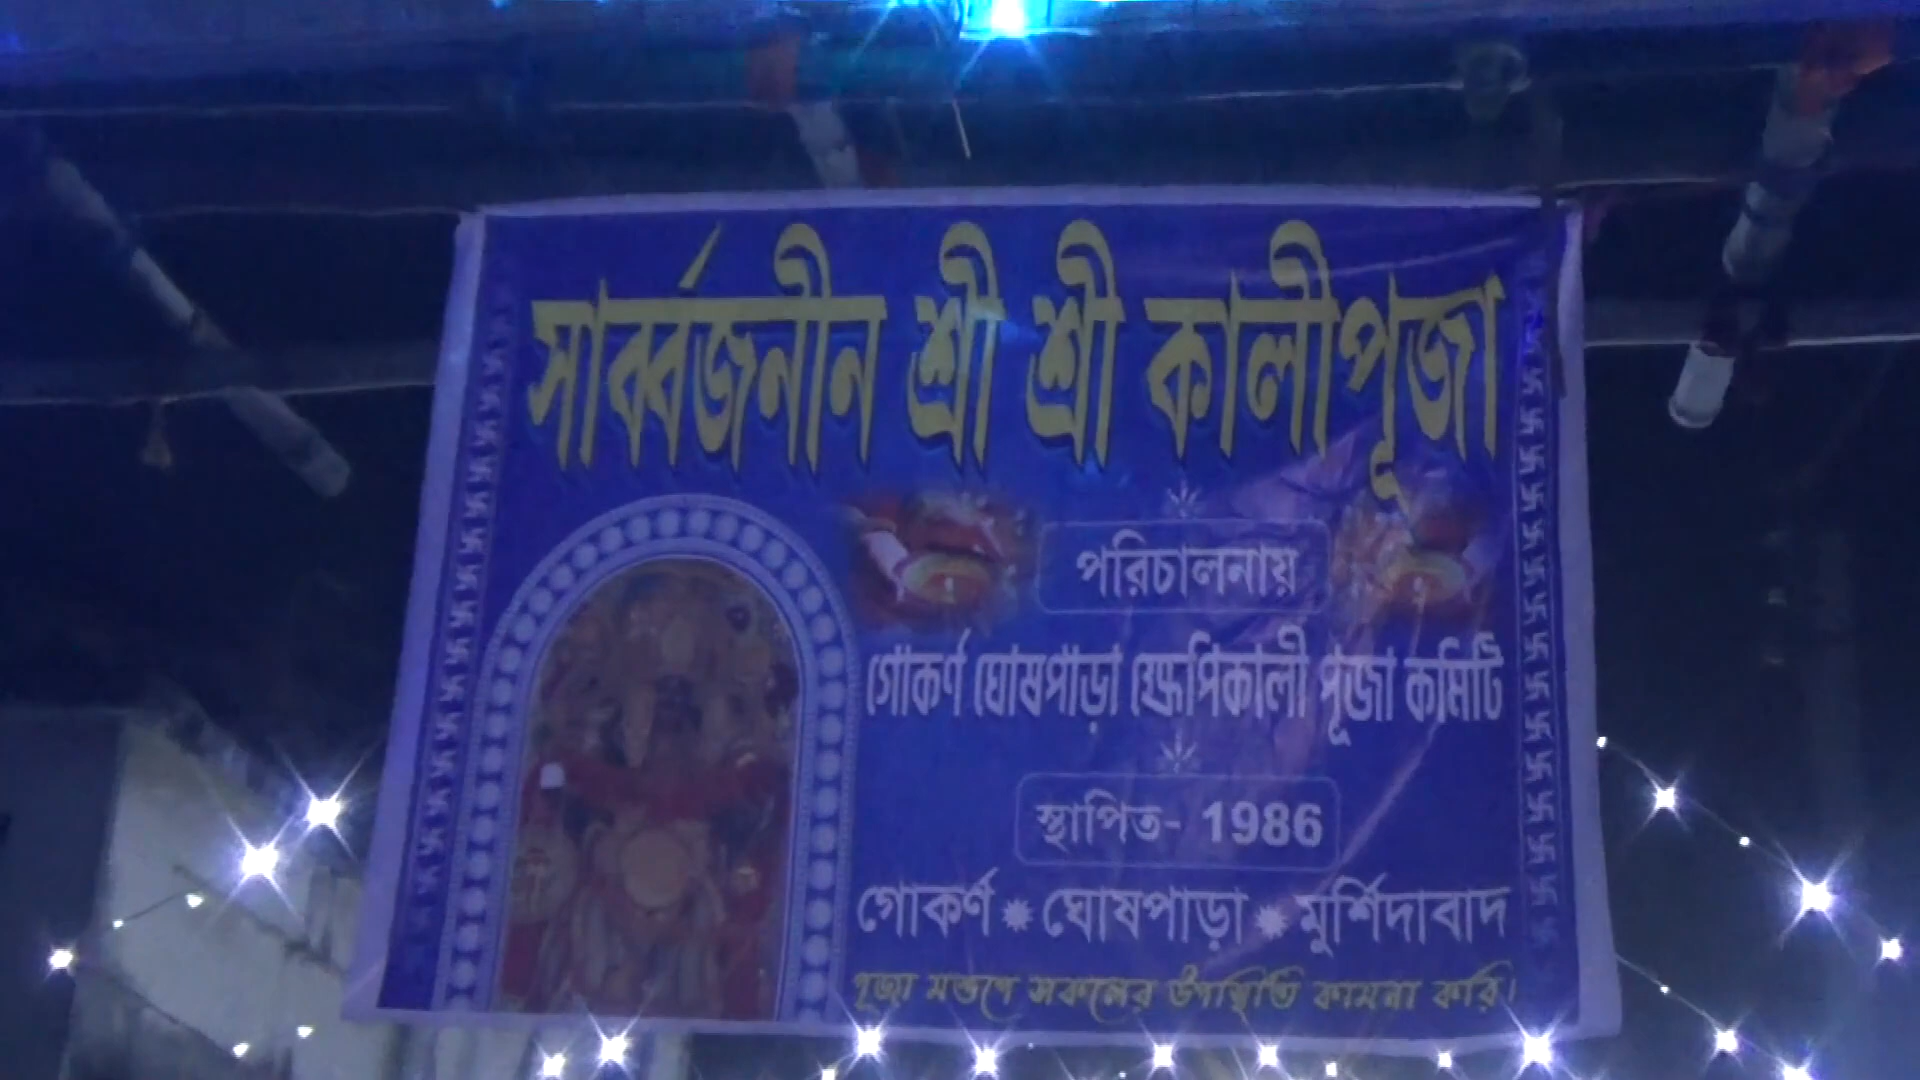 সার্ব্বজনীন শ্রী শ্রী কালীপূজা
পরিচালনায়
গোকর্ণ ঘোষপাড়া ক্ষেপিকালী পূজা কমিটি
স্থাপিত- 1986
গোকর্ণ * ঘোষপাড়া * মুর্শিদাবাদ
পূজা মন্ডপে সকলের উপস্থিতি কামনা করি।